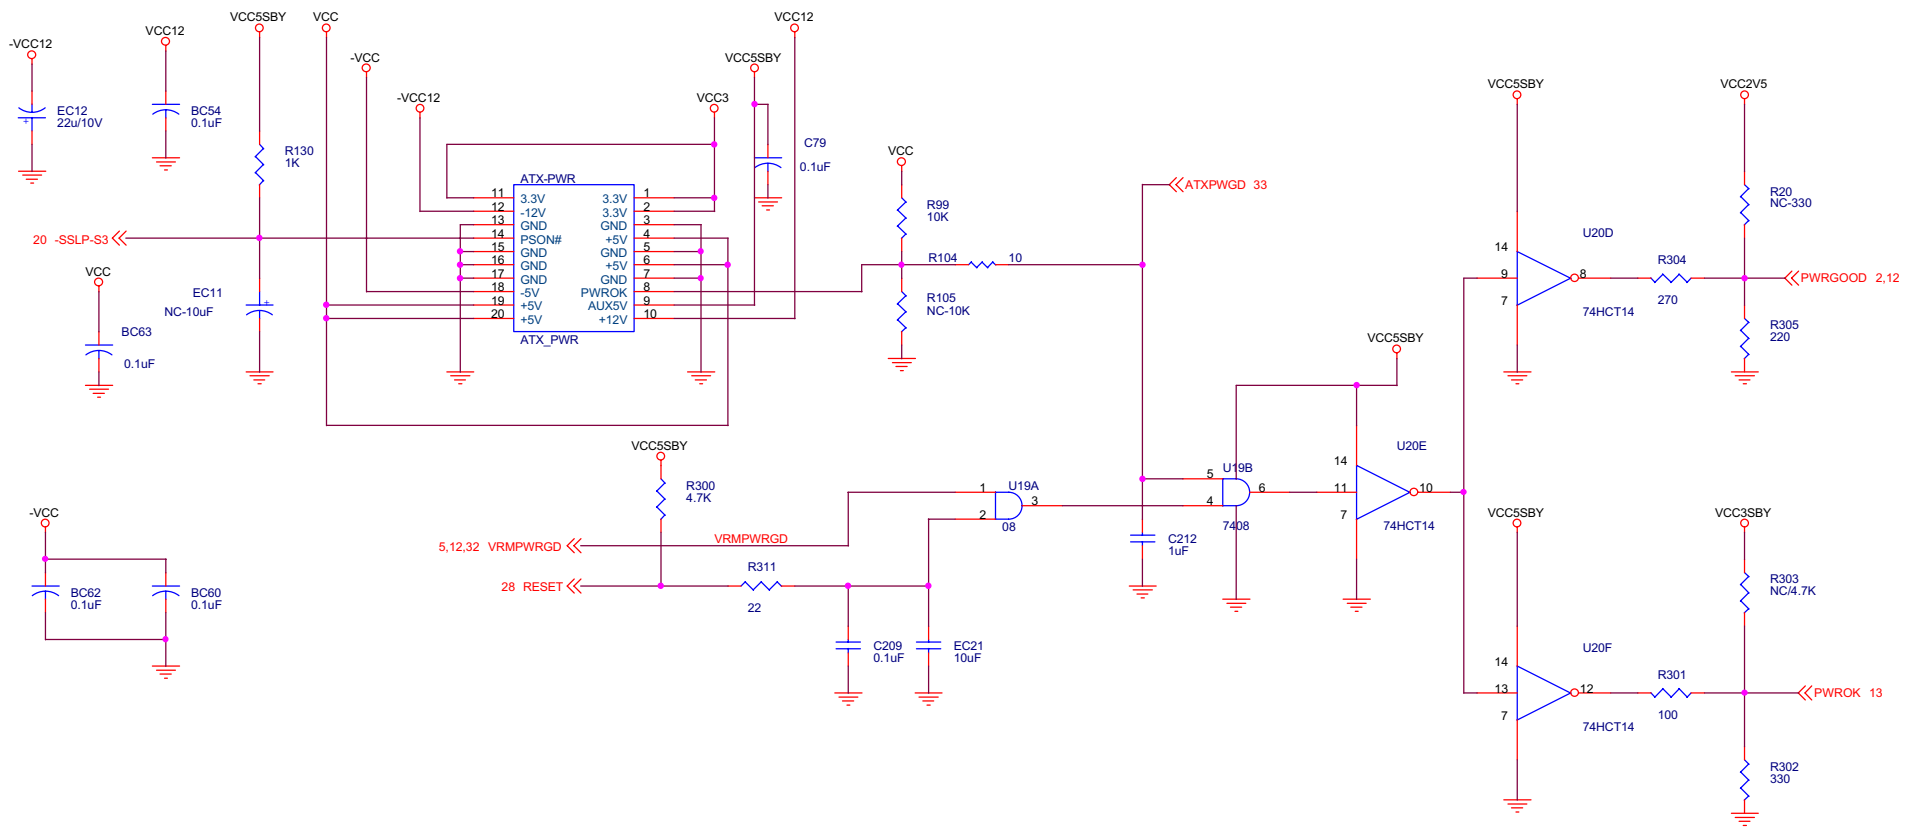 -VCC12
EC12
22u/10V
VCC12
BC54
0.1uF
VCC5SBY
R130
1K
VCC
-VCC
-VCC12
VCC3
VCC5SBY
VCC12
C79
0.1uF
20 -SSLP-S3
VCC
BC63
0.1uF
EC11
NC-10uF
ATX-PWR
11 3.3V 3.3V 1
12 -12V 3.3V 2
13 GND GND 3
14 PSON# +5V 4
15 GND GND 5
16 GND +5V 6
17 GND GND 7
18 -5V PWROK 8
19 +5V AUX5V 9
20 +5V +12V 10
ATX_PWR
VCC
R99
10K
R104 10
R105
NC-10K
ATXPWGD 33
VCC5SBY
14
9 8
7
U20D
74HCT14
R304
270
VCC2V5
R20
NC-330
PWRGOOD 2,12
R305
220
VCC5SBY
U20E
14
11 10
7
74HCT14
U19B
5
4
6
7408
C212
1uF
VCC5SBY
R300
4.7K
U19A
1
2
3
08
5,12,32 VRMPWRGD
VRMPWRGD
28 RESET
R311
22
C209
0.1uF
EC21
10uF
-VCC
BC62
0.1uF
BC60
0.1uF
VCC5SBY
14
13 12
7
U20F
74HCT14
R301
100
VCC3SBY
R303
NC/4.7K
PWROK 13
R302
330